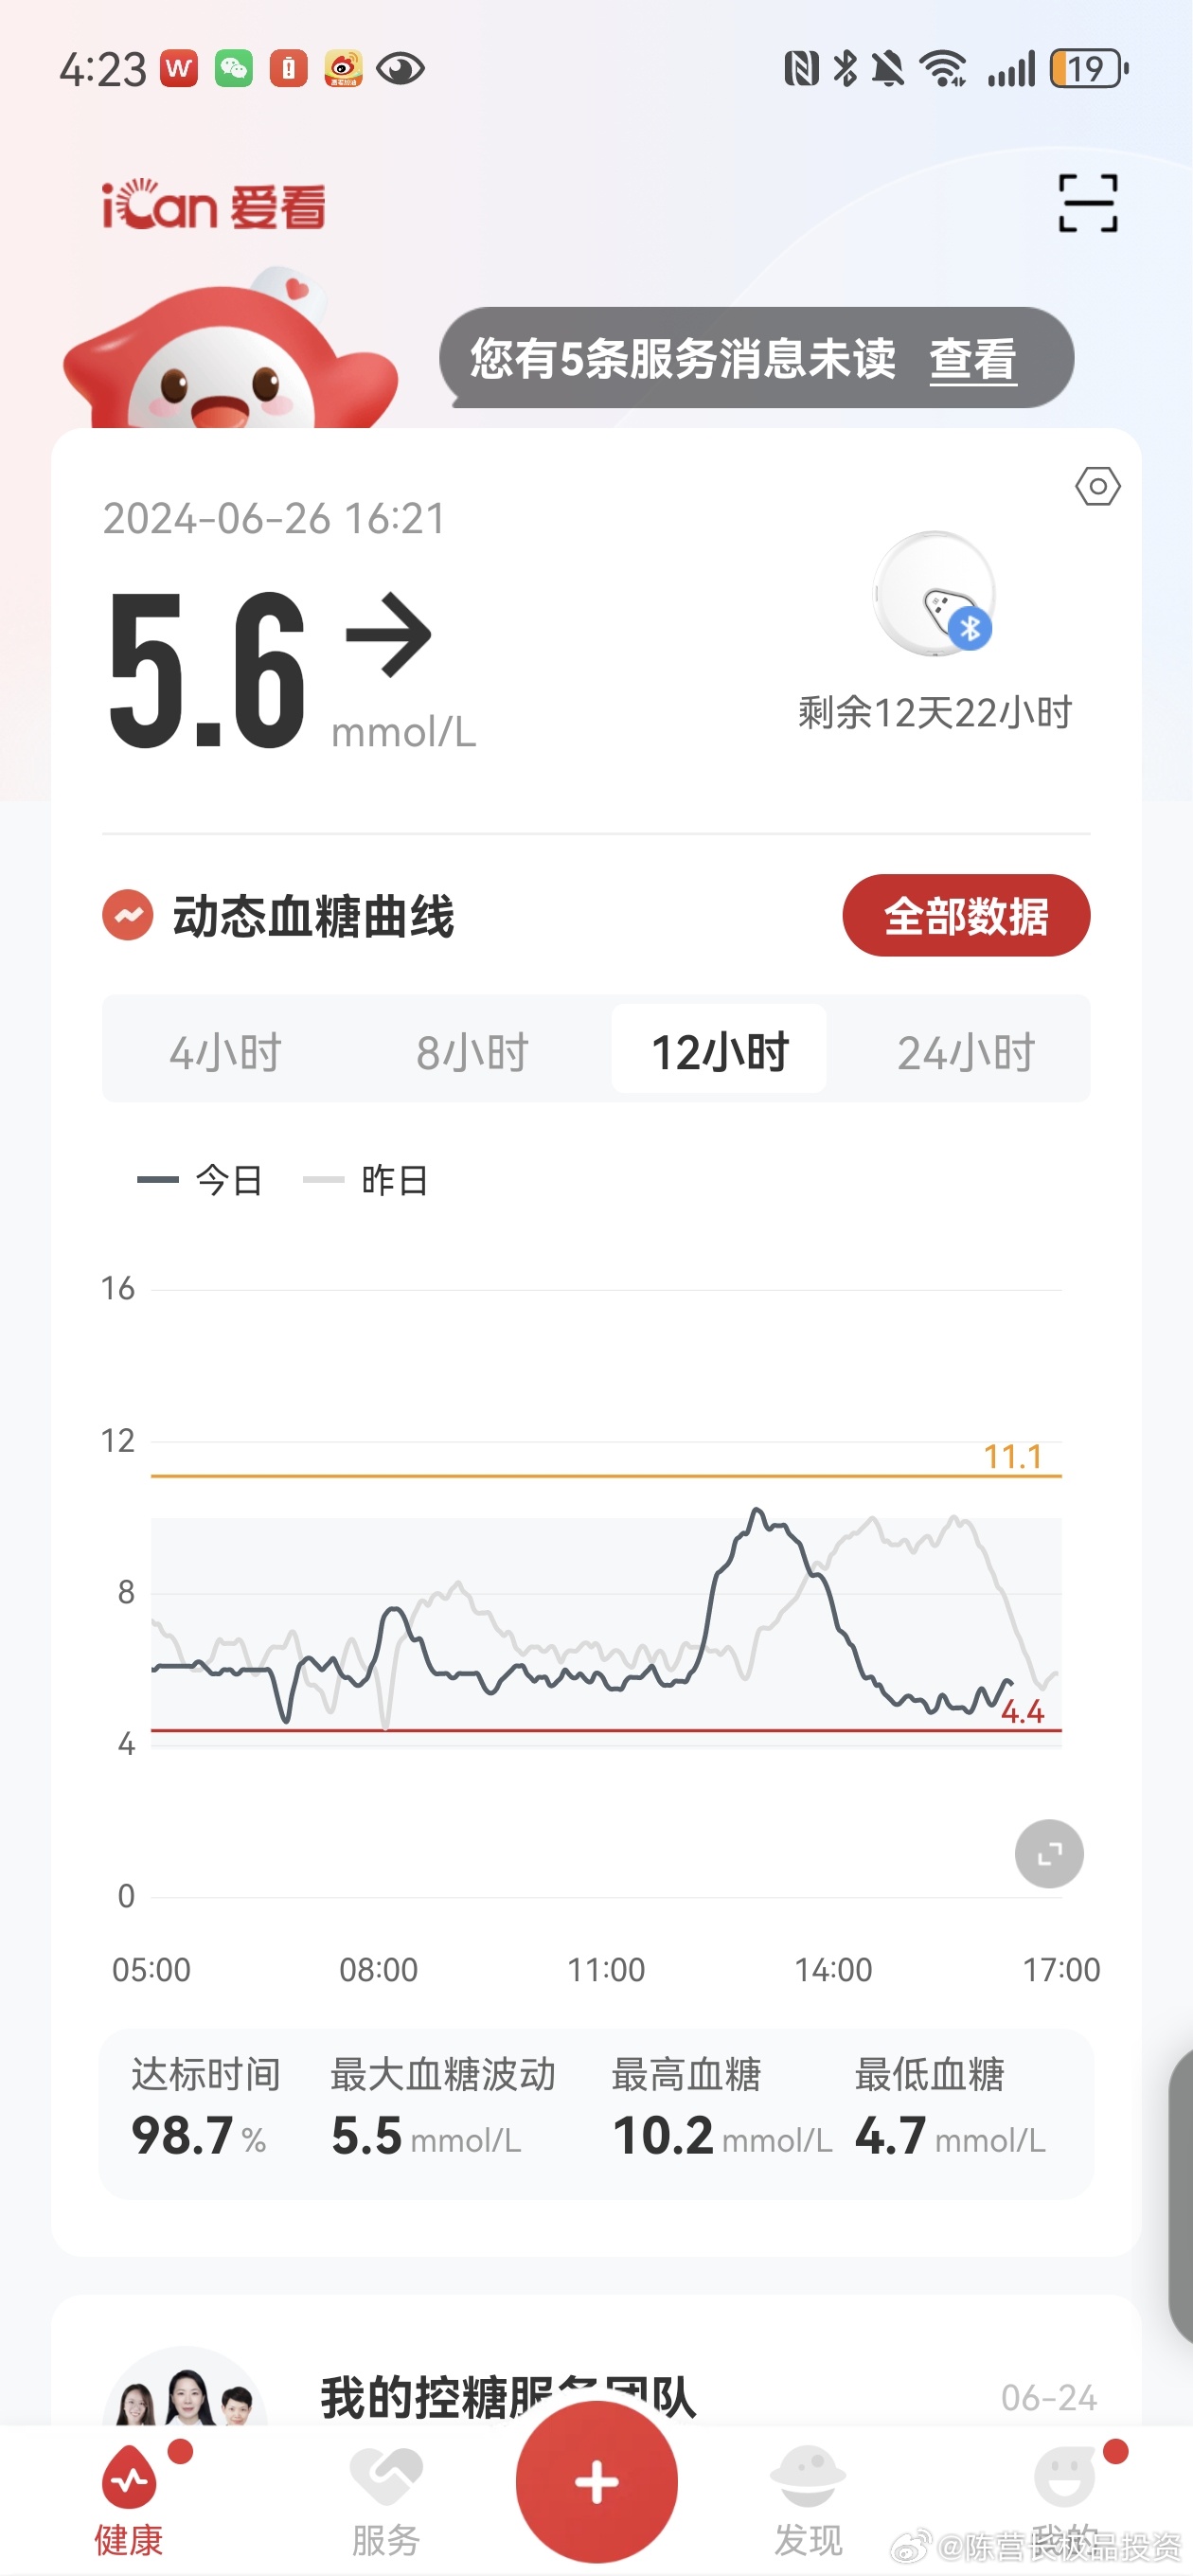 4:23
19
iCan 爱看
您有5条服务消息未读 查看
2024-06-26 16:21
5.6 mmol/L
剩余12天22小时
动态血糖曲线
全部数据
4小时 8小时 12小时 24小时
今日 昨日
16
12
11.1
8
4.4
4
0
05:00 08:00 11:00 14:00 17:00
达标时间 最大血糖波动 最高血糖 最低血糖
98.7 % 5.5 mmol/L 10.2 mmol/L 4.7 mmol/L
我的控糖服务团队
06-24
健康 服务 发现 我的
@陈营长极品投资